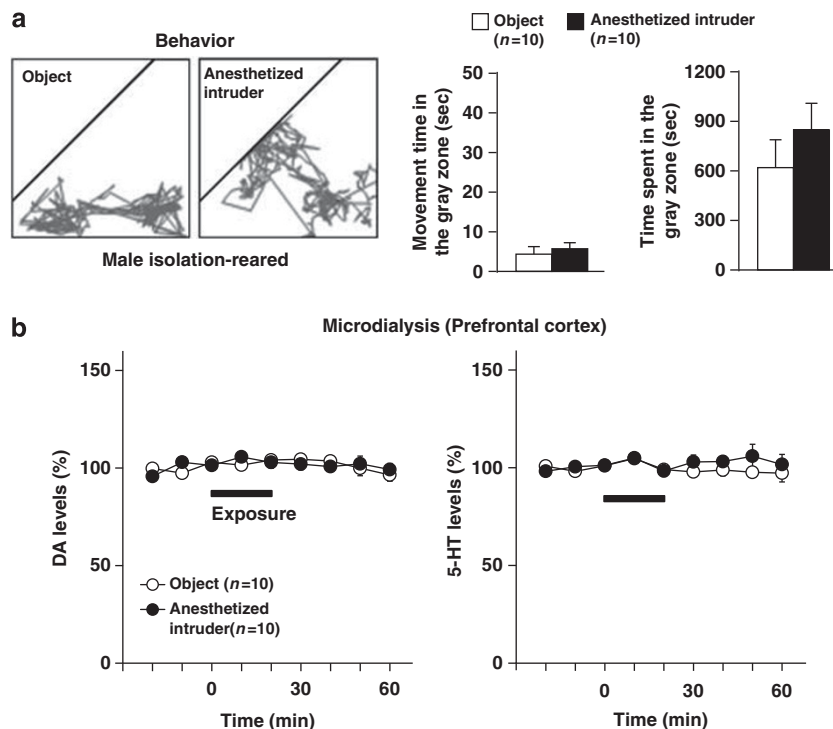 a
Behavior
Object
Anesthetized
intruder
Male isolation-reared
Object
(n=10)
Anesthetized intruder
(n=10)
Movement time in
the gray zone (sec)
50
40
30
20
10
0
Time spent in the
gray zone (sec)
1200
900
600
300
0
b
Microdialysis (Prefrontal cortex)
DA levels (%)
150
100
50
0
Exposure
Object (n=10)
Anesthetized
intruder(n=10)
0 30 60
Time (min)
5-HT levels (%)
150
100
50
0
0 30 60
Time (min)